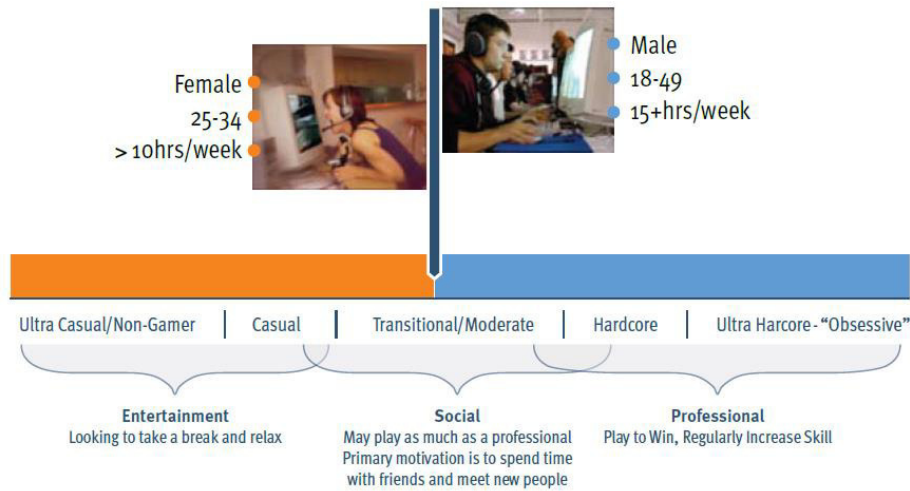 Female
25-34
> 10hrs/week
Male
18-49
15+hrs/week
Ultra Casual/Non-Gamer | Casual | Transitional/Moderate | Hardcore | Ultra Harcore - “Obsessive”
Entertainment
Looking to take a break and relax
Social
May play as much as a professional
Primary motivation is to spend time
with friends and meet new people
Professional
Play to Win, Regularly Increase Skill